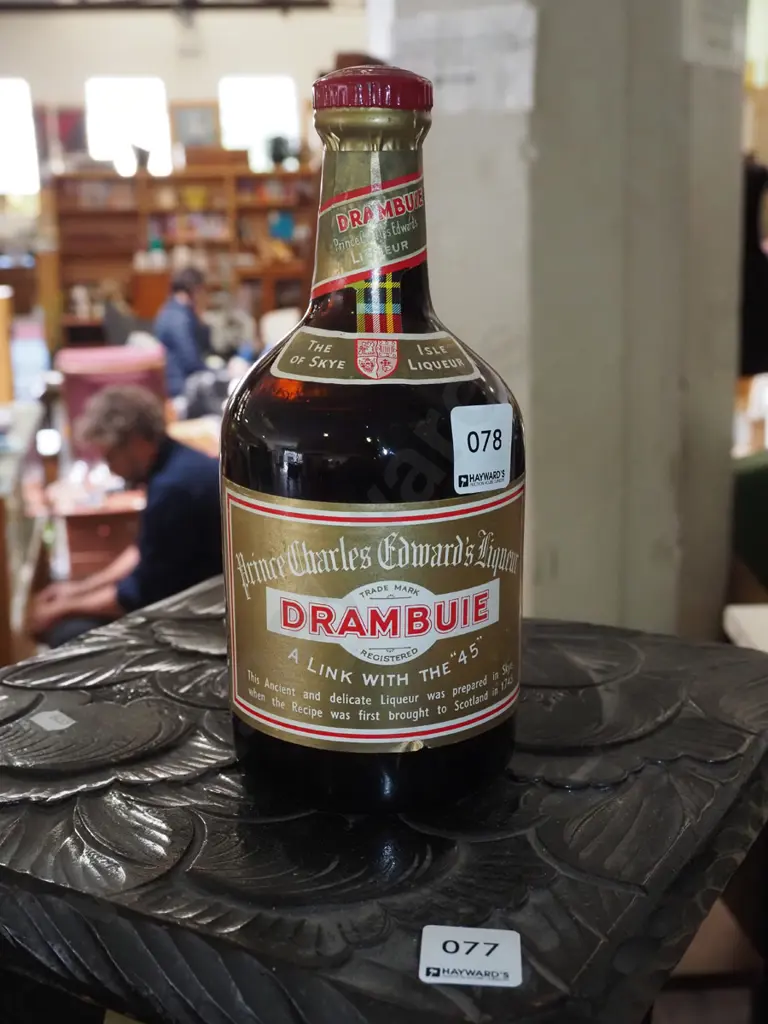 DRAMBUIE
Prince Charles Edward's
LIQUEUR
THE ISLE
OF SKYE LIQUEUR
078
HAYWARD'S
Prince Charles Edward's Liqueur
TRADE MARK
DRAMBUIE
REGISTERED
A LINK WITH THE "45"
This Ancient and delicate Liqueur was prepared in Skye
when the Recipe was first brought to Scotland in 1745
077
HAYWARD'S